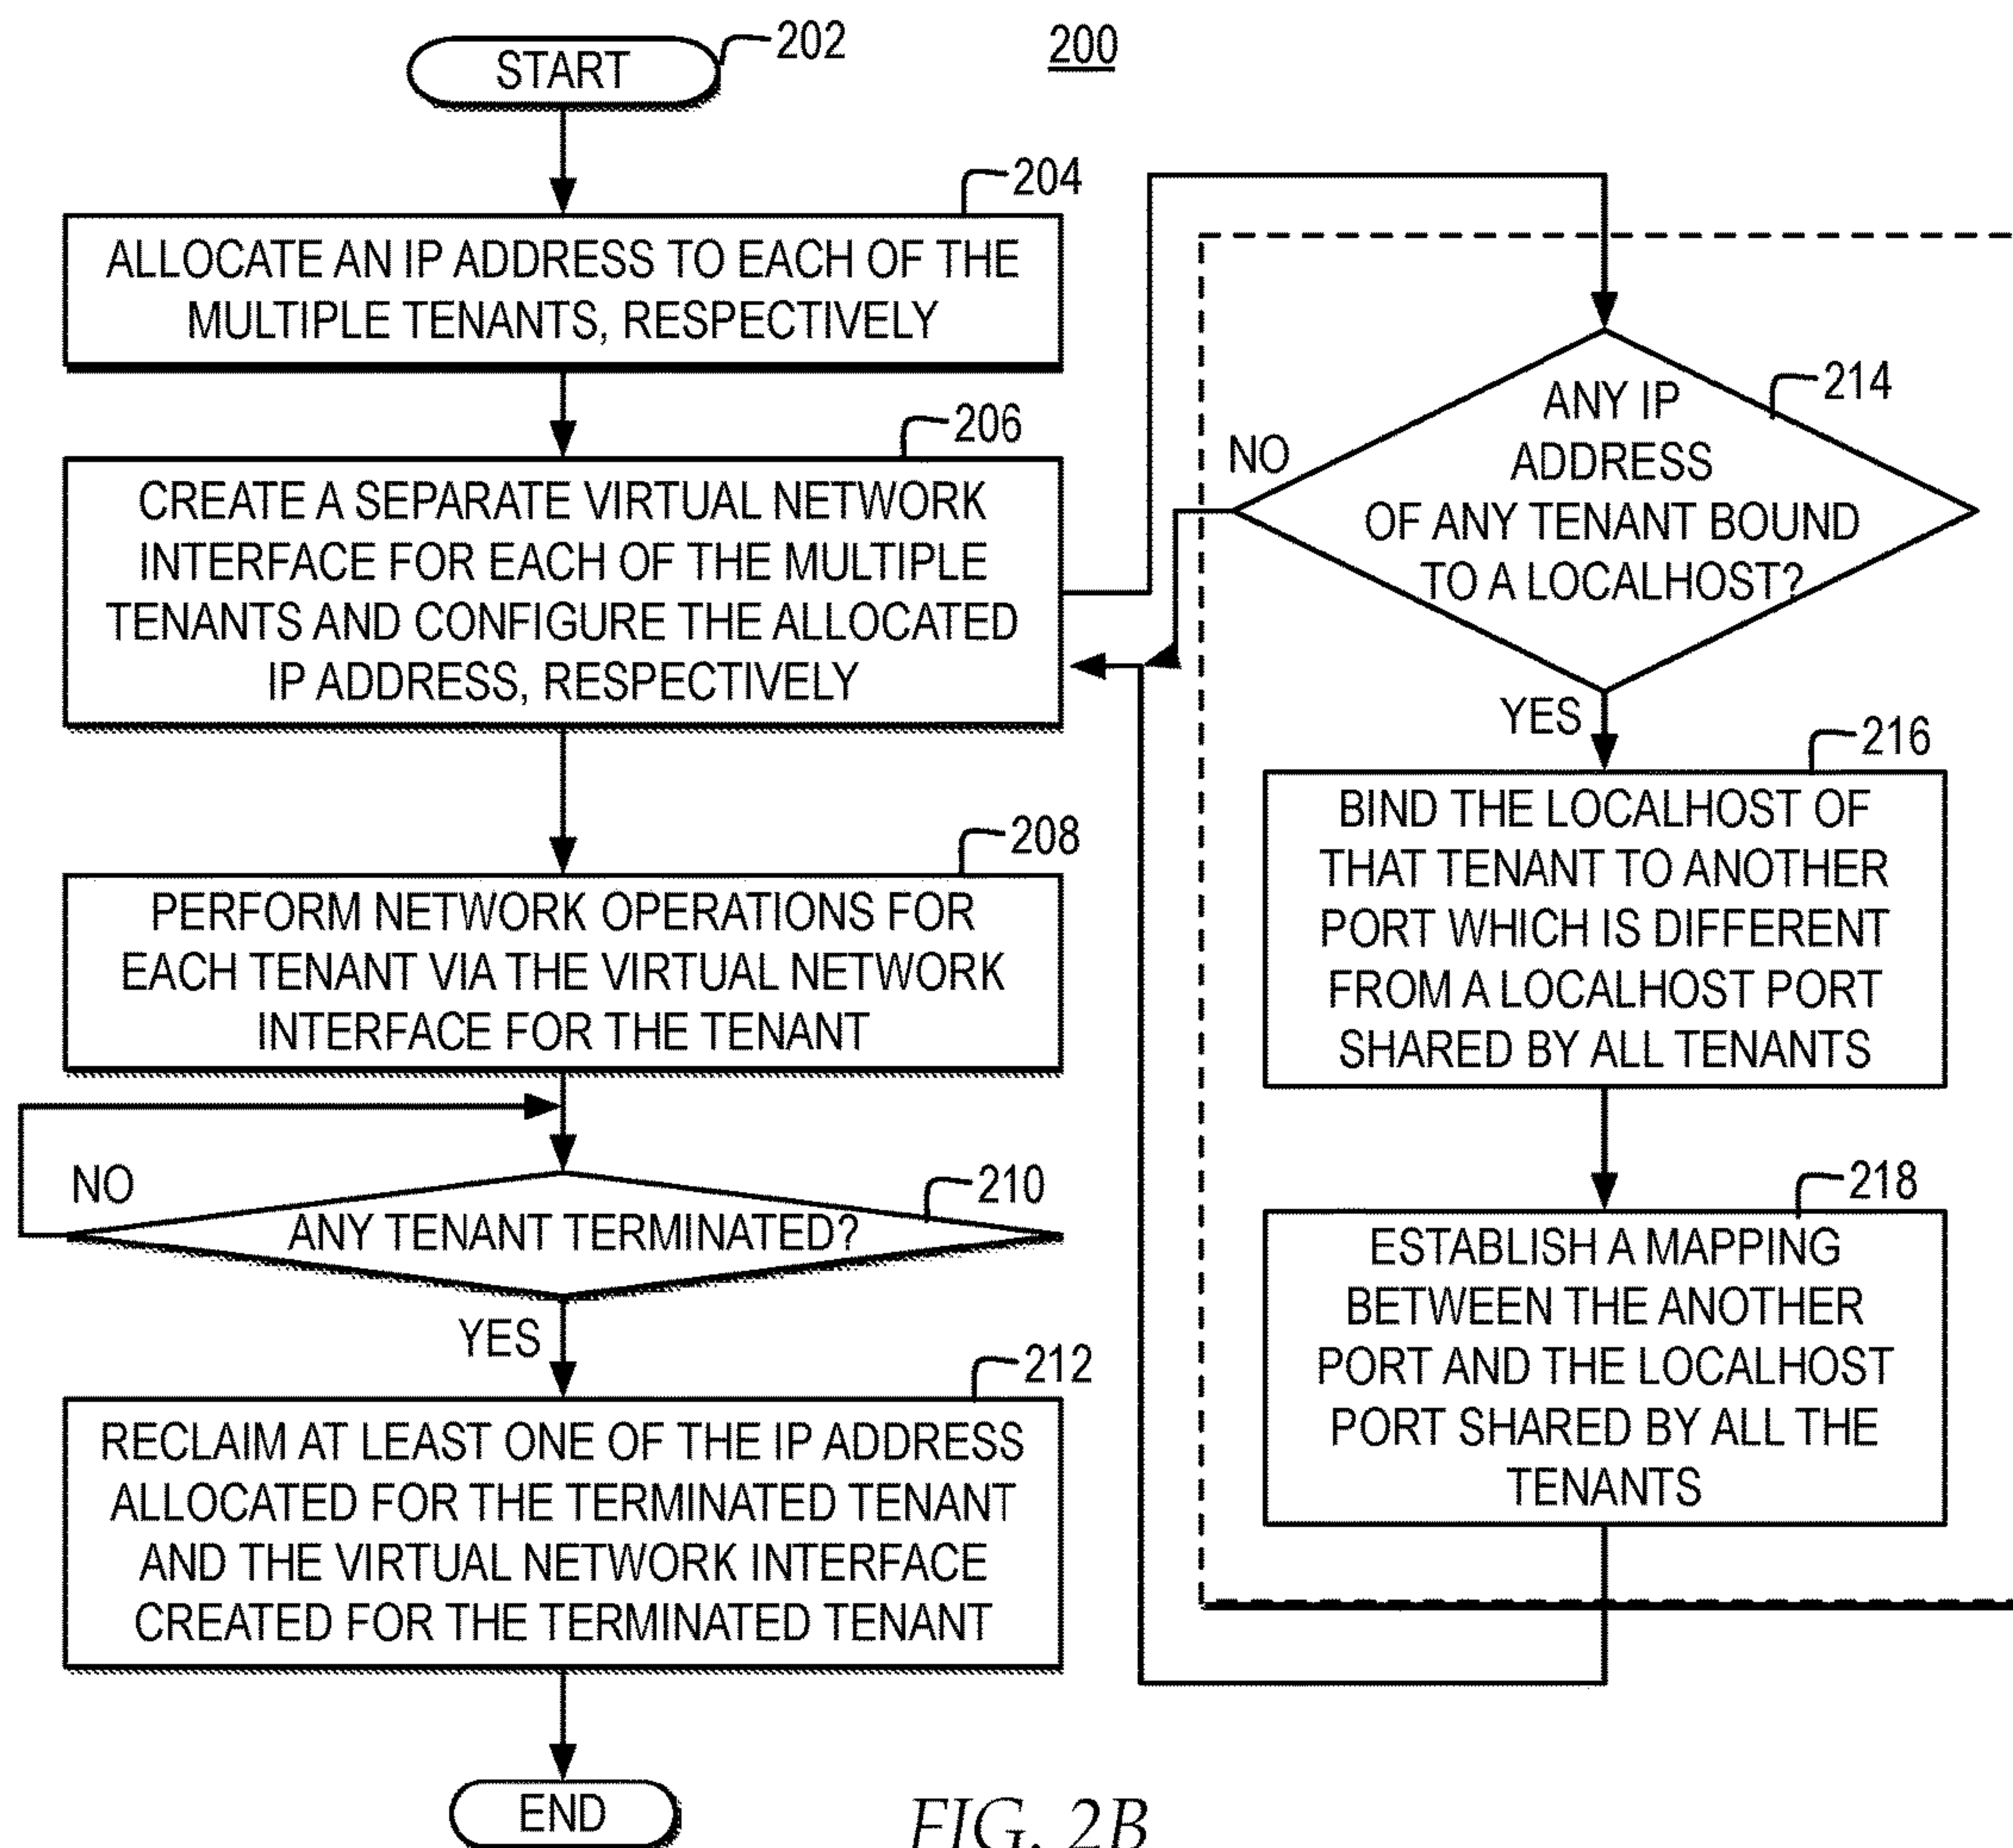 200
START
202
204
ALLOCATE AN IP ADDRESS TO EACH OF THE
MULTIPLE TENANTS, RESPECTIVELY
206
CREATE A SEPARATE VIRTUAL NETWORK
INTERFACE FOR EACH OF THE MULTIPLE
TENANTS AND CONFIGURE THE ALLOCATED
IP ADDRESS, RESPECTIVELY
208
PERFORM NETWORK OPERATIONS FOR
EACH TENANT VIA THE VIRTUAL NETWORK
INTERFACE FOR THE TENANT
NO
210
ANY TENANT TERMINATED?
YES
212
RECLAIM AT LEAST ONE OF THE IP ADDRESS
ALLOCATED FOR THE TERMINATED TENANT
AND THE VIRTUAL NETWORK INTERFACE
CREATED FOR THE TERMINATED TENANT
END
214
ANY IP
ADDRESS
OF ANY TENANT BOUND
TO A LOCALHOST?
NO
YES
216
BIND THE LOCALHOST OF
THAT TENANT TO ANOTHER
PORT WHICH IS DIFFERENT
FROM A LOCALHOST PORT
SHARED BY ALL TENANTS
218
ESTABLISH A MAPPING
BETWEEN THE ANOTHER
PORT AND THE LOCALHOST
PORT SHARED BY ALL THE
TENANTS
FIG. 2B